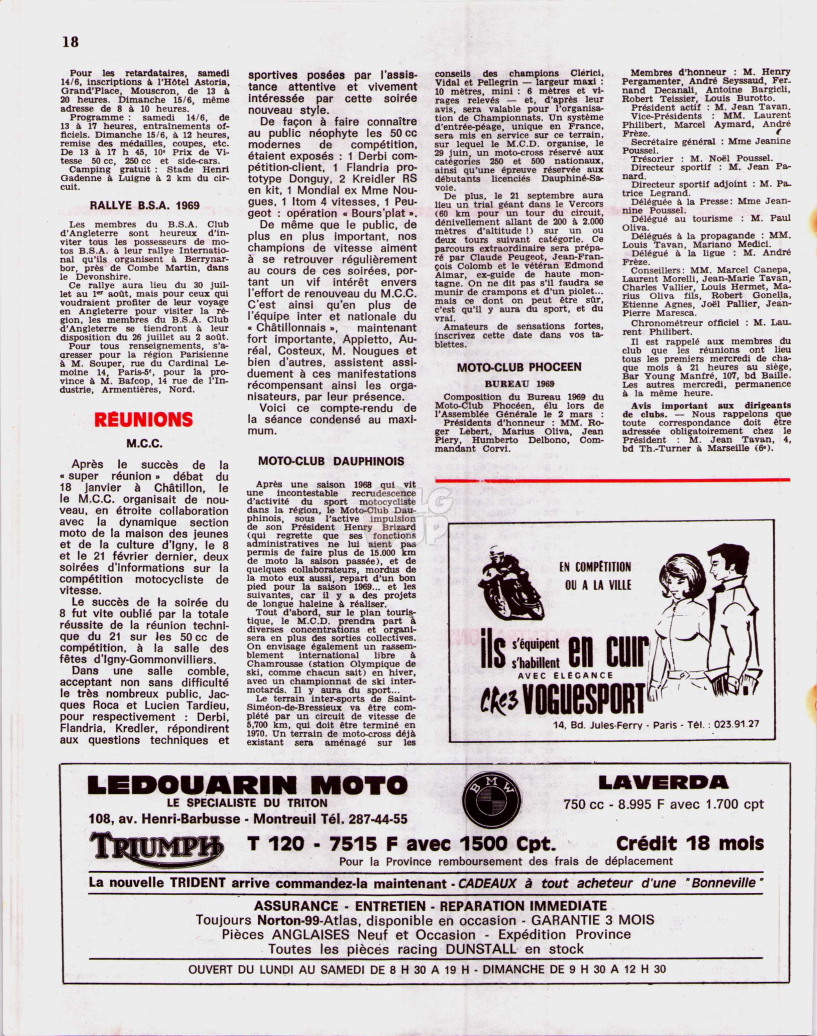 18
Pour les retardataires, samedi
14/6, inscriptions à l'Hôtel Astoria,
Grand'Place, Mouscron, de 13 à
20 heures. Dimanche 15/6, même
adresse de 8 à 10 heures.
Programme : samedi 14/6, de
13 à 17 heures, entraînements of-
ficiels. Dimanche 15/6, à 12 heures,
remise des médailles, coupes, etc.
De 13 à 17 h 45, 10e Prix de Vi-
tesse 50 cc, 250 cc et side-cars.
Camping gratuit : Stade Henri
Gadenne à Luigne à 2 km du cir-
cuit.
RALLYE B.S.A. 1969
Les membres du B.S.A. Club
d'Angleterre sont heureux d'in-
viter tous les possesseurs de mo-
tos B.S.A. à leur rallye Internatio-
nal qu'ils organisent à Berrynar-
bor, près de Combe Martin, dans
le Devonshire.
Ce rallye aura lieu du 30 juil-
let au 1er août, mais pour ceux qui
voudraient profiter de leur voyage
en Angleterre pour visiter la ré-
gion, les membres du B.S.A. Club
d'Angleterre se tiendront à leur
disposition du 26 juillet au 2 août.
Pour tous renseignements, s'a-
dresser pour la région Parisienne
à M. Souper, rue du Cardinal Le-
moine 14, Paris-5e, pour la pro-
vince à M. Bafcop, 14 rue de l'In-
dustrie, Armentières, Nord.
RÉUNIONS
M.C.C.
Après le succès de la
« super réunion » débat du
18 janvier à Châtillon, le
le M.C.C. organisait de nou-
veau, en étroite collaboration
avec la dynamique section
moto de la maison des jeunes
et de la culture d'Igny, le 8
et le 21 février dernier, deux
soirées d'informations sur la
compétition motocycliste de
vitesse.
Le succès de la soirée du
8 fut vite oublié par la totale
réussite de la réunion techni-
que du 21 sur les 50 cc de
compétition, à la salle des
fêtes d'Igny-Gommonvilliers.
Dans une salle comble,
acceptant non sans difficulté
le très nombreux public, Jac-
ques Roca et Lucien Tardieu,
pour respectivement : Derbi,
Flandria, Kredler, répondirent
aux questions techniques et
sportives posées par l'assis-
tance attentive et vivement
intéressée par cette soirée
nouveau style.
De façon à faire connaître
au public néophyte les 50 cc
modernes de compétition,
étaient exposés : 1 Derbi com-
pétition-client, 1 Flandria pro-
totype Donguy, 2 Kreidler RS
en kit, 1 Mondial ex Mme Nou-
gues, 1 Itom 4 vitesses, 1 Peu-
geot : opération « Bours'plat ».
De même que le public, de
plus en plus important, nos
champions de vitesse aiment
à se retrouver régulièrement
au cours de ces soirées, por-
tant un vif intérêt envers
l'effort de renouveau du M.C.C.
C'est ainsi qu'en plus de
l'équipe inter et nationale du
« Châtillonnais », maintenant
fort importante, Appietto, Au-
réal, Costeux, M. Nougues et
bien d'autres, assistent assi-
duement à ces manifestations
récompensant ainsi les orga-
nisateurs, par leur présence.
Voici ce compte-rendu de
la séance condensé au maxi-
mum.
MOTO-CLUB DAUPHINOIS
Après une saison 1968 qui vit
une incontestable recrudescence
d'activité du sport motocycliste
dans la région, le Moto-Club Dau-
phinois, sous l'active impulsion
de son Président Henry Brizard
(qui regrette que ses fonctions
administratives ne lui aient pas
permis de faire plus de 15.000 km
de moto la saison passée), et de
quelques collaborateurs, mordus de
la moto eux aussi, repart d'un bon
pied pour la saison 1969... et les
suivantes, car il y a des projets
de longue haleine à réaliser.
Tout d'abord, sur le plan touris-
tique, le M.C.D. prendra part à
diverses concentrations et organi-
sera en plus des sorties collectives.
On envisage également un rassem-
blement international libre à
Chamrousse (station Olympique de
ski, comme chacun sait) en hiver,
avec un championnat de ski inter-
motards. Il y aura du sport...
Le terrain inter-sports de Saint-
Siméon-de-Bressieux va être com-
plété par un circuit de vitesse de
5,700 km, qui doit être terminé en
1970. Un terrain de moto-cross déjà
existant sera aménagé sur les
conseils des champions Clérici,
Vidal et Pellegrin — largeur maxi :
10 mètres, mini : 6 mètres et vi-
rages relevés — et, d'après leur
avis, sera valable pour l'organisa-
tion de Championnats. Un système
d'entrée-péage, unique en France,
sera mis en service sur ce terrain,
sur lequel le M.C.D. organise, le
29 juin, un moto-cross réservé aux
catégories 250 et 500 nationaux,
ainsi qu'une épreuve réservée aux
débutants licenciés Dauphiné-Sa-
voie.
De plus, le 21 septembre aura
lieu un trial géant dans le Vercors
(60 km pour un tour du circuit,
dénivellement allant de 200 à 2.000
mètres d'altitude !) sur un ou
deux tours suivant catégorie. Ce
parcours extraordinaire sera prépa-
ré par Claude Peugeot, Jean-Fran-
çois Colomb et le vétéran Edmond
Aimar, ex-guide de haute mon-
tagne. On ne dit pas s'il faudra se
munir de crampons et d'un piolet...
mais ce dont on peut être sûr,
c'est qu'il y aura du sport, et du
vrai.
Amateurs de sensations fortes,
inscrivez cette date dans vos ta-
blettes.
MOTO-CLUB PHOCEEN
BUREAU 1969
Composition du Bureau 1969 du
Moto-Club Phocéen, élu lors de
l'Assemblée Générale le 2 mars :
Présidents d'honneur : MM. Ro-
ger Lebert, Marius Oliva, Jean
Piery, Humberto Delbono, Com-
mandant Corvi.
Membres d'honneur : M. Henry
Pergamenter, André Seyssaud, Fer-
nand Decanali, Antoine Bargicli,
Robert Teissier, Louis Burotto.
Président actif : M. Jean Tavan,
Vice-Présidents : MM. Laurent
Philibert, Marcel Aymard, André
Frèze.
Secrétaire général : Mme Jeanine
Poussel.
Trésorier : M. Noël Poussel.
Directeur sportif : M. Jean Pa-
nard.
Directeur sportif adjoint : M. Pa-
trice Legrand.
Déléguée à la Presse: Mme Jean-
nine Poussel.
Délégué au tourisme : M. Paul
Oliva.
Délégués à la propagande : MM.
Louis Tavan, Mariano Medici.
Délégué à la ligue : M. André
Frèze.
Conseillers: MM. Marcel Canepa,
Laurent Morelli, Jean-Marie Tavan,
Charles Vallier, Louis Hermet, Ma-
rius Oliva fils, Robert Gonella,
Etienne Agnes, Joël Pallier, Jean-
Pierre Maresca.
Chronométreur officiel : M. Lau-
rent Philibert.
Il est rappelé aux membres du
club que les réunions ont lieu
tous les premiers mercredi de cha-
que mois à 21 heures au siège,
Bar Young Manfré, 107, bd Baille.
Les autres mercredi, permanence
à la même heure.
Avis important aux dirigeants
de clubs. — Nous rappelons que
toute correspondance doit être
adressée obligatoirement chez le
Président : M. Jean Tavan, 4,
bd Th.-Turner à Marseille (6e).
EN COMPÉTITION
OU A LA VILLE
ils s'équipent
s'habillent en cuir
AVEC ÉLÉGANCE
chez VOGUESPORT
14, Bd. Jules-Ferry - Paris - Tél. : 023.91.27
LEDOUARIN MOTO
LE SPECIALISTE DU TRITON
108, av. Henri-Barbusse - Montreuil Tél. 287-44-55
BMW
LAVERDA
750 cc - 8.995 F avec 1.700 cpt
TRIUMPH T 120 - 7515 F avec 1500 Cpt. Crédit 18 mois
Pour la Province remboursement des frais de déplacement
La nouvelle TRIDENT arrive commandez-la maintenant - CADEAUX à tout acheteur d'une "Bonneville"
ASSURANCE - ENTRETIEN - REPARATION IMMEDIATE
Toujours Norton-99-Atlas, disponible en occasion - GARANTIE 3 MOIS
Pièces ANGLAISES Neuf et Occasion - Expédition Province
Toutes les pièces racing DUNSTALL en stock
OUVERT DU LUNDI AU SAMEDI DE 8 H 30 A 19 H - DIMANCHE DE 9 H 30 A 12 H 30